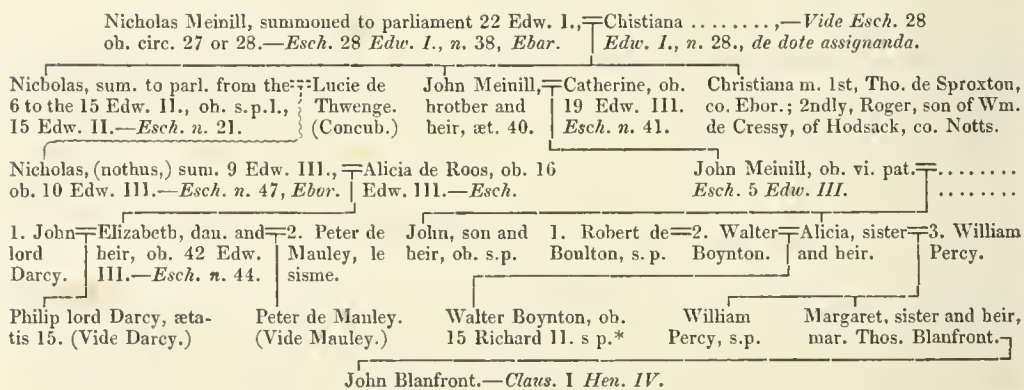 Nicholas Meinill, summoned to parliament 22 Edw. I.,
ob. circ. 27 or 28.—Esch. 28 Edw. I., n. 38, Ebar.
Chistiana ........,—Vide Esch. 28
Edw. I., n. 28., de dote assignanda.
Nicholas, sum. to parl. from the
6 to the 15 Edw. II., ob. s.p.l.,
15 Edw. II.—Esch. n. 21.
Lucie de
Thwenge.
(Concub.)
John Meinill,
brother and
heir, æt. 40.
Catherine, ob.
19 Edw. III.
Esch. n. 41.
Christiana m. 1st, Tho. de Sproxton,
co. Ebor.; 2ndly, Roger, son of Wm.
de Cressy, of Hodsack, co. Notts.
Nicholas, (nothus,) sum. 9 Edw. III.,
ob. 10 Edw. III.—Esch. n. 47, Ebor.
Alicia de Roos, ob. 16
Edw. III.—Esch.
John Meinill, ob. vi. pat.
Esch. 5 Edw. III.
........
........
1. John
lord
Darcy.
Elizabeth, dau. and
heir, ob. 42 Edw.
III.—Esch. n. 44.
2. Peter de
Mauley, le
sisme.
John, son and
heir, ob. s.p.
1. Robert de
Boulton, s. p.
2. Walter
Boynton.
Alicia, sister
and heir.
3. William
Percy.
Philip lord Darcy, æta-
tis 15. (Vide Darcy.)
Peter de Mauley.
(Vide Mauley.)
Walter Boynton, ob.
15 Richard II. s p.*
William
Percy, s.p.
Margaret, sister and heir,
mar. Thos. Blanfront.
John Blanfront.—Claus. I Hen. IV.